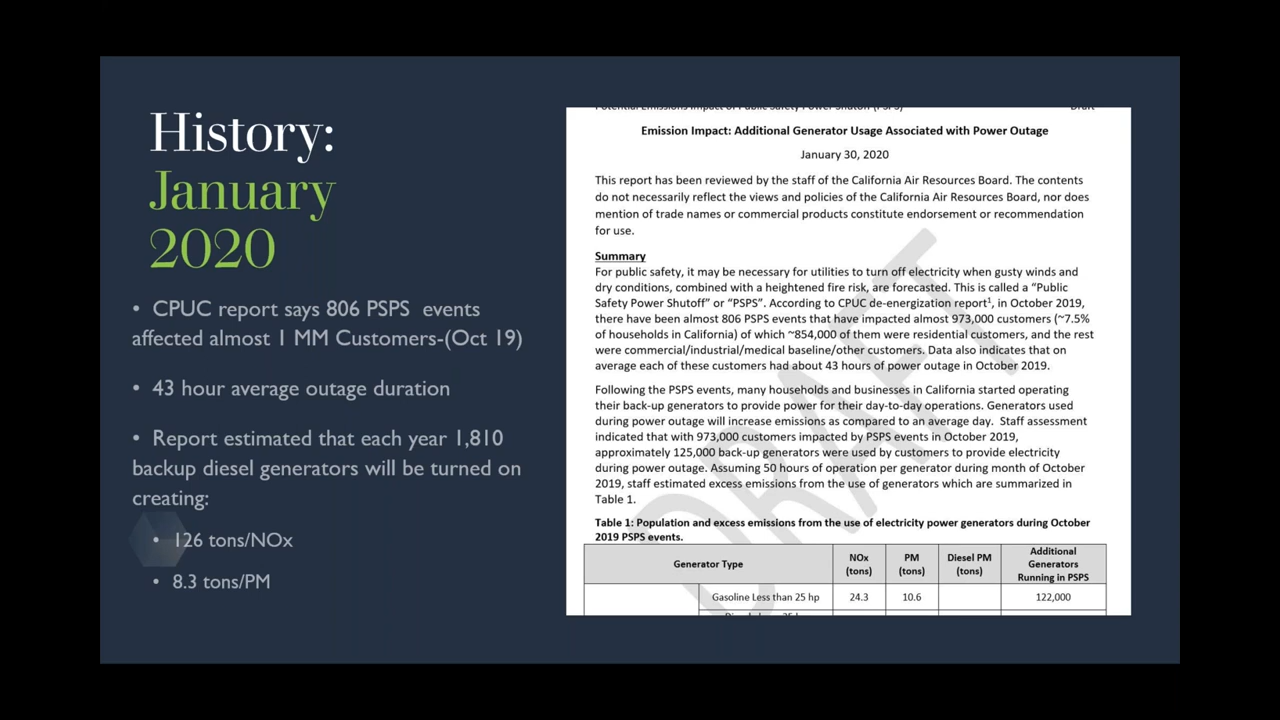 History:
January
2020
• CPUC report says 806 PSPS events
affected almost 1 MM Customers-(Oct 19)
• 43 hour average outage duration
• Report estimated that each year 1,810
backup diesel generators will be turned on
creating:
• 126 tons/NOx
• 8.3 tons/PM
Potential Emissions Impact of Public Safety Power Shutoff (PSPS) Draft
Emission Impact: Additional Generator Usage Associated with Power Outage
January 30, 2020
This report has been reviewed by the staff of the California Air Resources Board. The contents
do not necessarily reflect the views and policies of the California Air Resources Board, nor does
mention of trade names or commercial products constitute endorsement or recommendation
for use.
Summary
For public safety, it may be necessary for utilities to turn off electricity when gusty winds and
dry conditions, combined with a heightened fire risk, are forecasted. This is called a “Public
Safety Power Shutoff” or “PSPS”. According to CPUC de-energization report¹, in October 2019,
there have been almost 806 PSPS events that have impacted almost 973,000 customers (~7.5%
of households in California) of which ~854,000 of them were residential customers, and the rest
were commercial/industrial/medical baseline/other customers. Data also indicates that on
average each of these customers had about 43 hours of power outage in October 2019.
Following the PSPS events, many households and businesses in California started operating
their back-up generators to provide power for their day-to-day operations. Generators used
during power outage will increase emissions as compared to an average day. Staff assessment
indicated that with 973,000 customers impacted by PSPS events in October 2019,
approximately 125,000 back-up generators were used by customers to provide electricity
during power outage. Assuming 50 hours of operation per generator during month of October
2019, staff estimated excess emissions from the use of generators which are summarized in
Table 1.
Table 1: Population and excess emissions from the use of electricity power generators during October
2019 PSPS events.
Generator Type NOx (tons) PM (tons) Diesel PM (tons) Additional Generators Running in PSPS
Gasoline Less than 25 hp 24.3 10.6 122,000
DRAFT